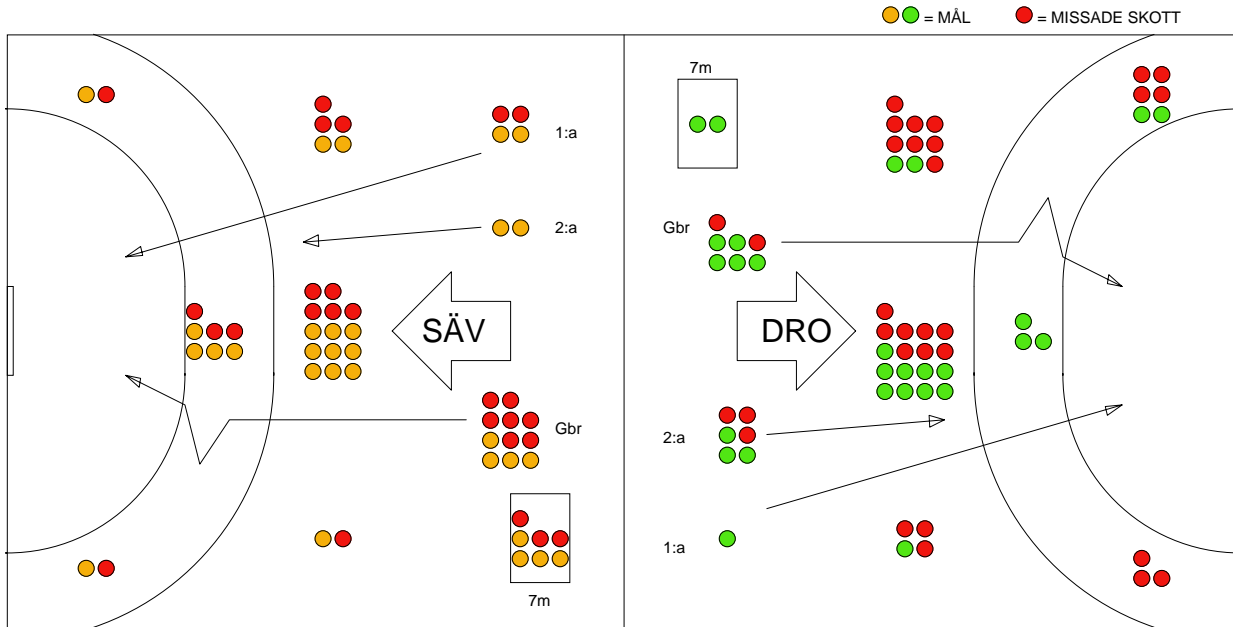 = MÅL = MISSADE SKOTT
7m
1:a
2:a
Gbr
SÄV
DRO
Gbr
2:a
1:a
7m